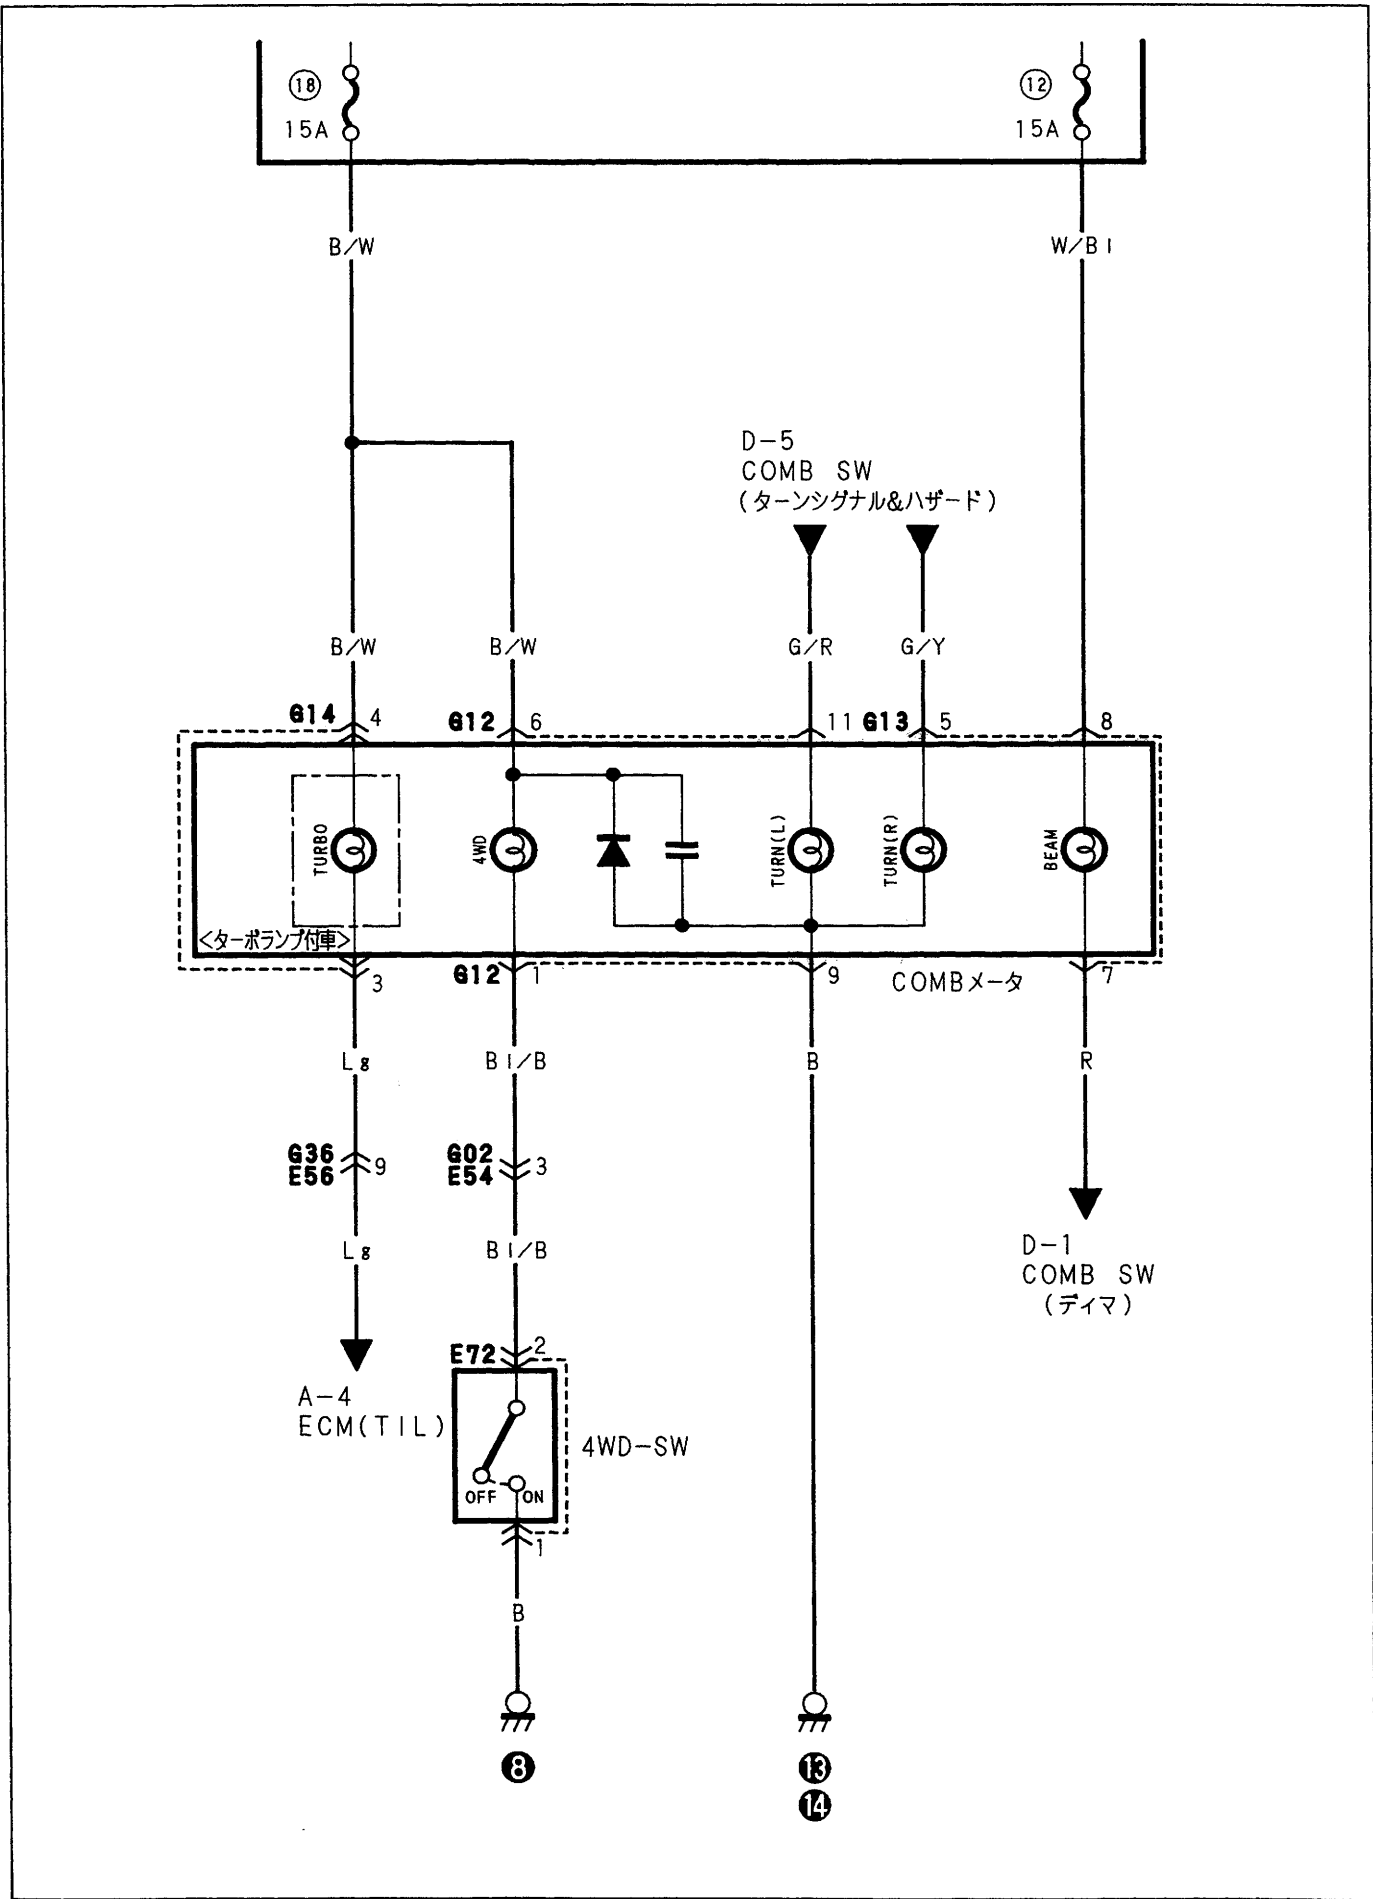 18
12
15A
15A
B/W
W/Bl
D-5
COMB SW
(ターンシグナル&ハザード)
B/W
B/W
G/R
G/Y
G14
4
G12
6
11
G13
5
8
TURBO
4WD
TURN(L)
TURN(R)
BEAM
<ターボランプ付車>
3
G12
1
9
COMBメータ
7
Lg
Bl/B
B
R
G36
E56
9
G02
E54
3
Lg
Bl/B
D-1
COMB SW
(ディマ)
E72
2
A-4
ECM(TIL)
4WD-SW
OFF
ON
1
B
8
13
14